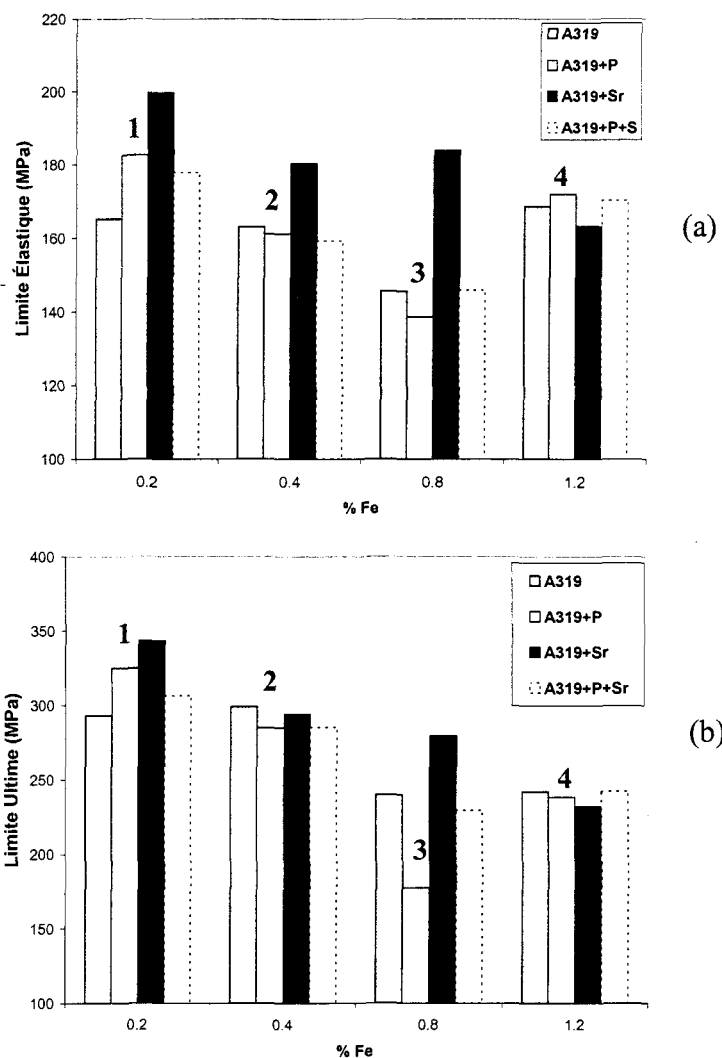 220
200
180
160
140
120
100
Limite Élastique (MPa)
A319
A319+P
A319+Sr
A319+P+S
1
2
3
4
0.2
0.4
0.8
1.2
% Fe
(a)
400
350
300
250
200
150
100
Limite Ultime (MPa)
A319
A319+P
A319+Sr
A319+P+Sr
1
2
3
4
0.2
0.4
0.8
1.2
% Fe
(b)